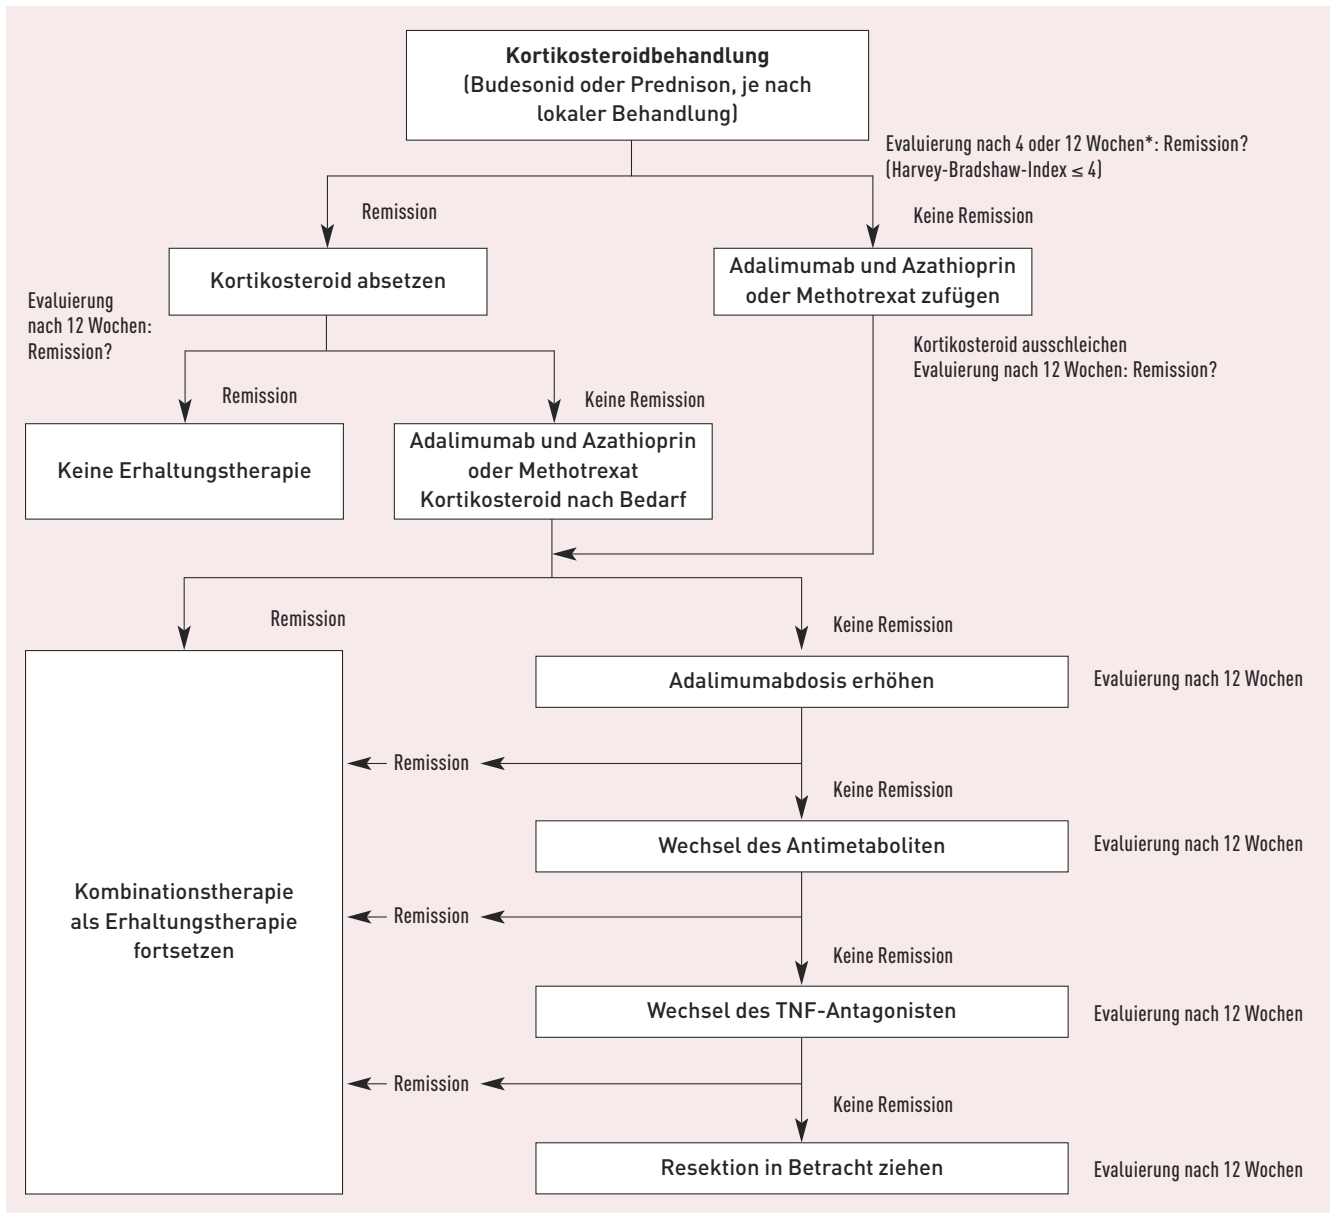 Kortikosteroidbehandlung
(Budesonid oder Prednison, je nach
lokaler Behandlung)
Evaluierung nach 4 oder 12 Wochen*: Remission?
(Harvey-Bradshaw-Index ≤ 4)
Remission
Keine Remission
Kortikosteroid absetzen
Adalimumab und Azathioprin
oder Methotrexat zufügen
Evaluierung
nach 12 Wochen:
Remission?
Kortikosteroid ausschleichen
Evaluierung nach 12 Wochen: Remission?
Remission
Keine Remission
Keine Erhaltungstherapie
Adalimumab und Azathioprin
oder Methotrexat
Kortikosteroid nach Bedarf
Remission
Keine Remission
Adalimumabdosis erhöhen
Evaluierung nach 12 Wochen
Remission
Keine Remission
Wechsel des Antimetaboliten
Evaluierung nach 12 Wochen
Kombinationstherapie
als Erhaltungstherapie
fortsetzen
Remission
Keine Remission
Wechsel des TNF-Antagonisten
Evaluierung nach 12 Wochen
Remission
Keine Remission
Resektion in Betracht ziehen
Evaluierung nach 12 Wochen